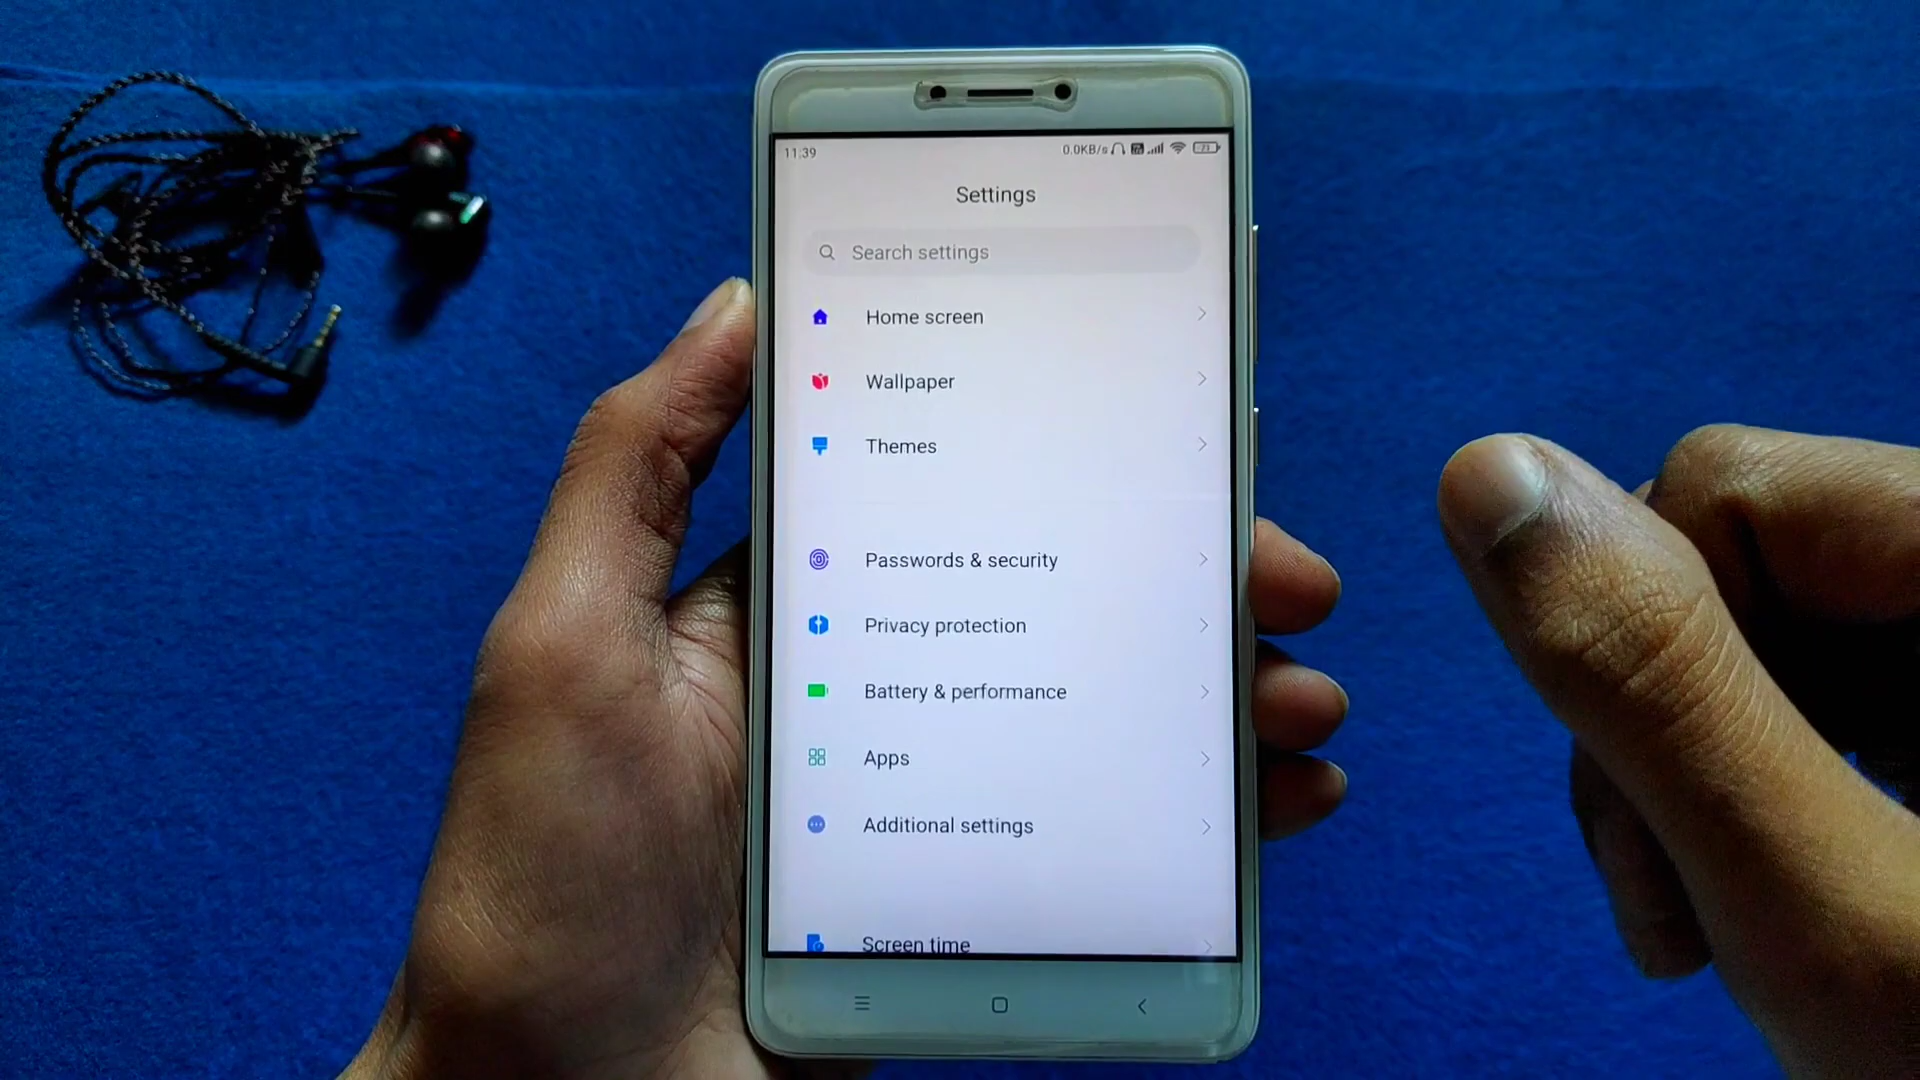 11:39 0.0KB/s 73
Settings
Search settings
Home screen
Wallpaper
Themes
Passwords & security
Privacy protection
Battery & performance
Apps
Additional settings
Screen time